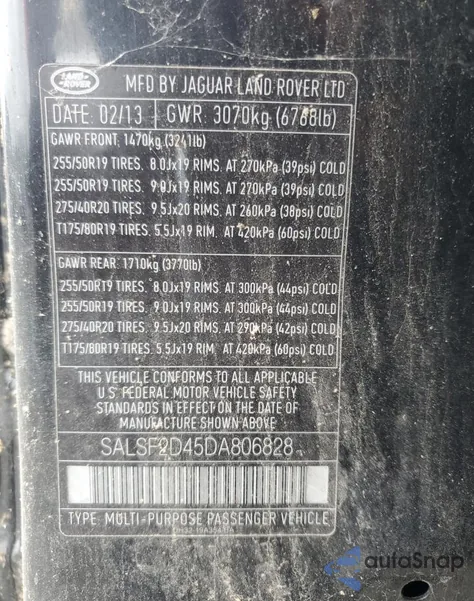 LAND
ROVER
MFD BY JAGUAR LAND ROVER LTD
DATE 02/13 GWR: 3070kg (6768lb)
GAWR FRONT: 1470kg (3241lb)
255/50R19 TIRES. 8.0Jx19 RIMS. AT 270kPa (39psi) COLD
255/50R19 TIRES. 9.0Jx19 RIMS. AT 270kPa (39psi) COLD
275/40R20 TIRES. 9.5Jx20 RIMS. AT 260kPa (38psi) COLD
T175/80R19 TIRES. 5.5Jx19 RIM. AT 420kPa (60psi) COLD
GAWR REAR: 1710kg (3770lb)
255/50R19 TIRES. 8.0Jx19 RIMS. AT 300kPa (44psi) COLD
255/50R19 TIRES. 9.0Jx19 RIMS. AT 300kPa (44psi) COLD
275/40R20 TIRES. 9.5Jx20 RIMS. AT 290kPa (42psi) COLD
T175/80R19 TIRES. 5.5Jx19 RIM. AT 420kPa (60psi) COLD
THIS VEHICLE CONFORMS TO ALL APPLICABLE
U.S. FEDERAL MOTOR VEHICLE SAFETY
STANDARDS IN EFFECT ON THE DATE OF
MANUFACTURE SHOWN ABOVE.
SALSF2D45DA806828
TYPE: MULTI-PURPOSE PASSENGER VEHICLE
autoSnap